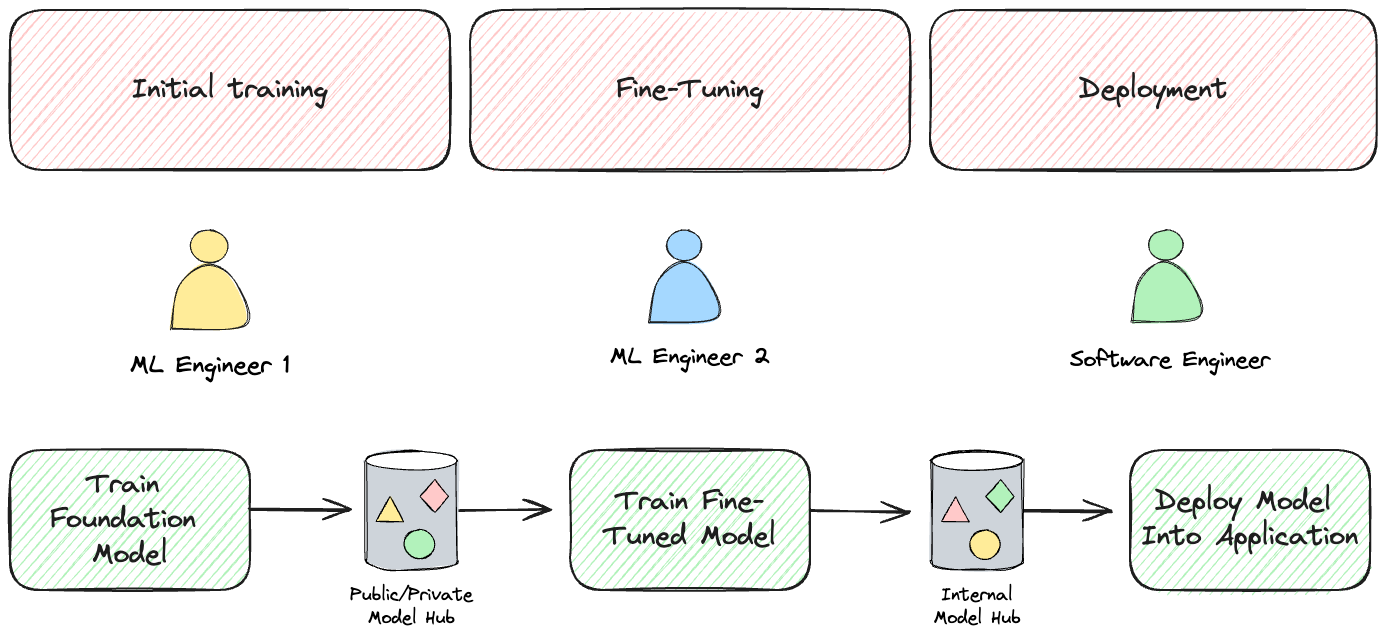 Initial training
Fine-Tuning
Deployment
ML Engineer 1
ML Engineer 2
Software Engineer
Train
Foundation
Model
Public/Private
Model Hub
Train Fine-
Tuned Model
Internal
Model Hub
Deploy Model
Into Application